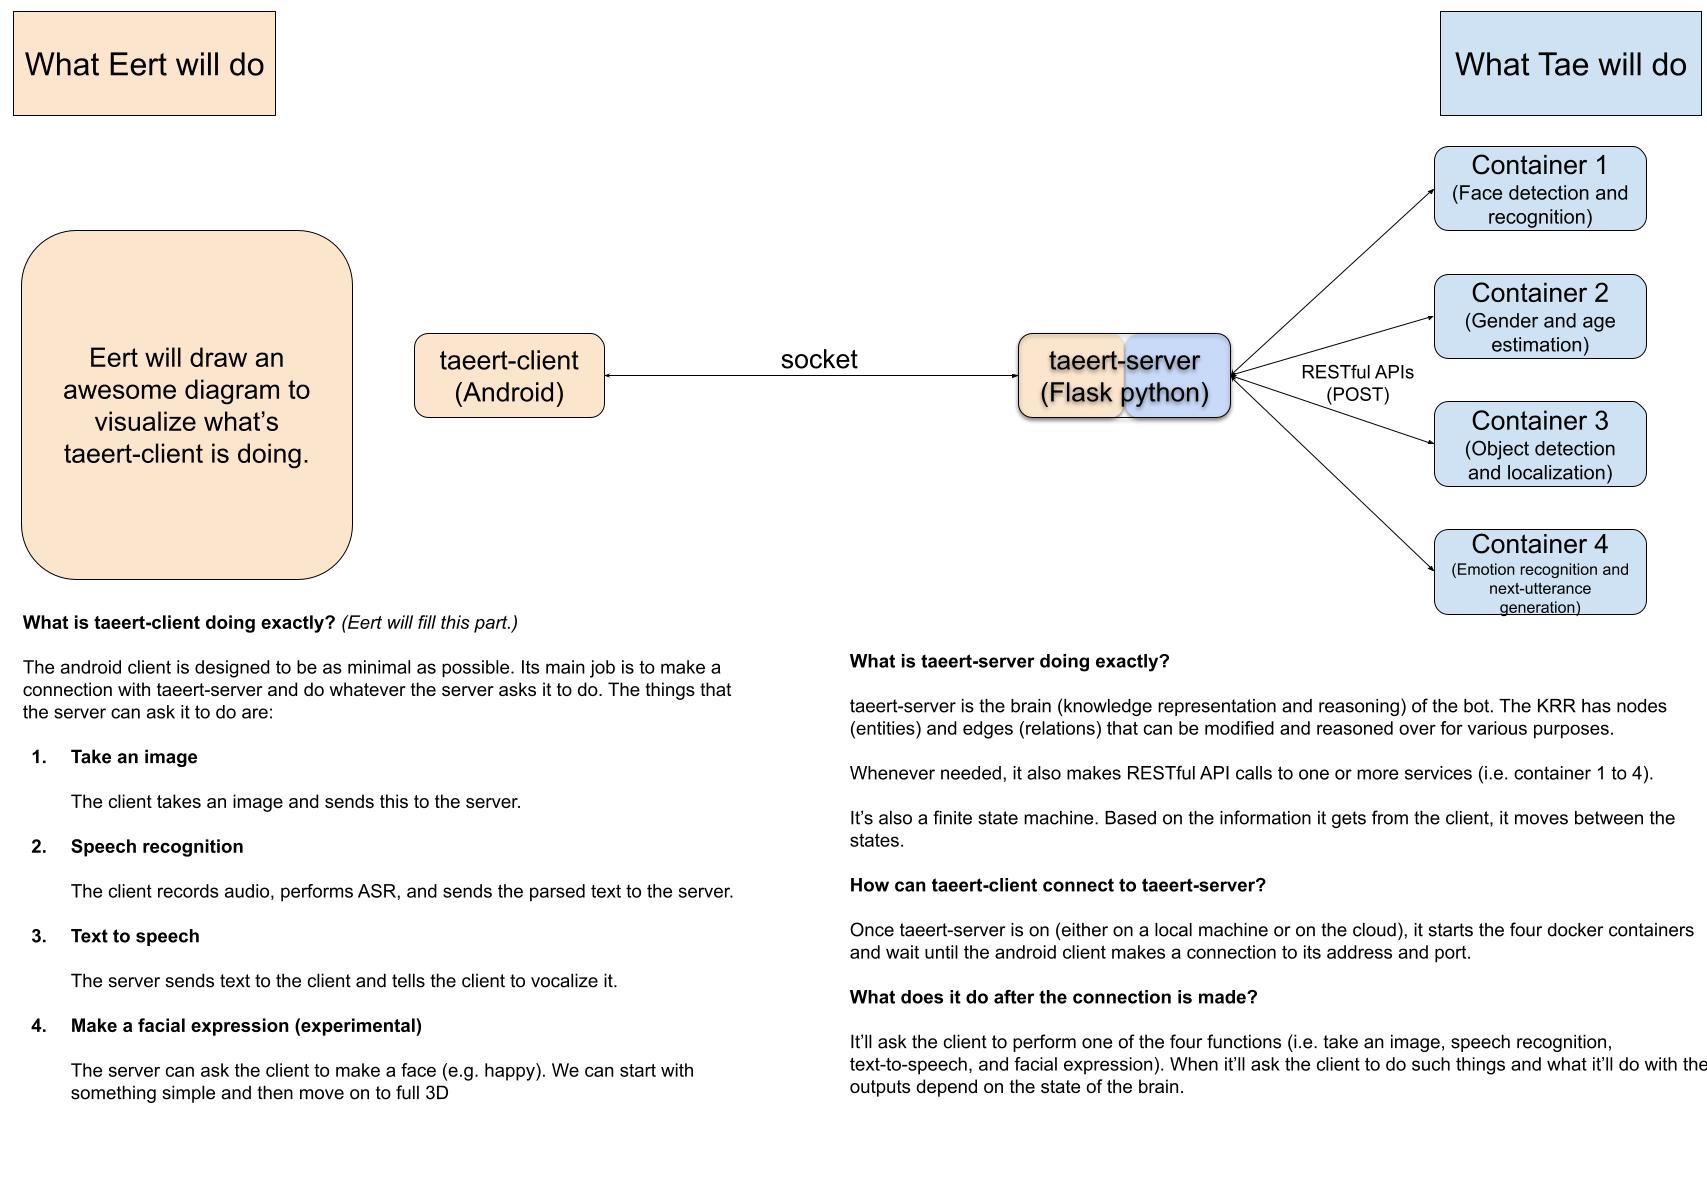 What Eert will do
What Tae will do
Container 1
(Face detection and
recognition)
Container 2
(Gender and age
estimation)
Eert will draw an
awesome diagram to
visualize what’s
taeert-client is doing.
taeert-client
(Android)
socket
taeert-server
(Flask python)
RESTful APIs
(POST)
Container 3
(Object detection
and localization)
Container 4
(Emotion recognition and
next-utterance
generation)
What is taeert-client doing exactly? (Eert will fill this part.)
The android client is designed to be as minimal as possible. Its main job is to make a
connection with taeert-server and do whatever the server asks it to do. The things that
the server can ask it to do are:
1. Take an image
The client takes an image and sends this to the server.
2. Speech recognition
The client records audio, performs ASR, and sends the parsed text to the server.
3. Text to speech
The server sends text to the client and tells the client to vocalize it.
4. Make a facial expression (experimental)
The server can ask the client to make a face (e.g. happy). We can start with
something simple and then move on to full 3D
What is taeert-server doing exactly?
taeert-server is the brain (knowledge representation and reasoning) of the bot. The KRR has nodes
(entities) and edges (relations) that can be modified and reasoned over for various purposes.
Whenever needed, it also makes RESTful API calls to one or more services (i.e. container 1 to 4).
It’s also a finite state machine. Based on the information it gets from the client, it moves between the
states.
How can taeert-client connect to taeert-server?
Once taeert-server is on (either on a local machine or on the cloud), it starts the four docker containers
and wait until the android client makes a connection to its address and port.
What does it do after the connection is made?
It’ll ask the client to perform one of the four functions (i.e. take an image, speech recognition,
text-to-speech, and facial expression). When it’ll ask the client to do such things and what it’ll do with the
outputs depend on the state of the brain.